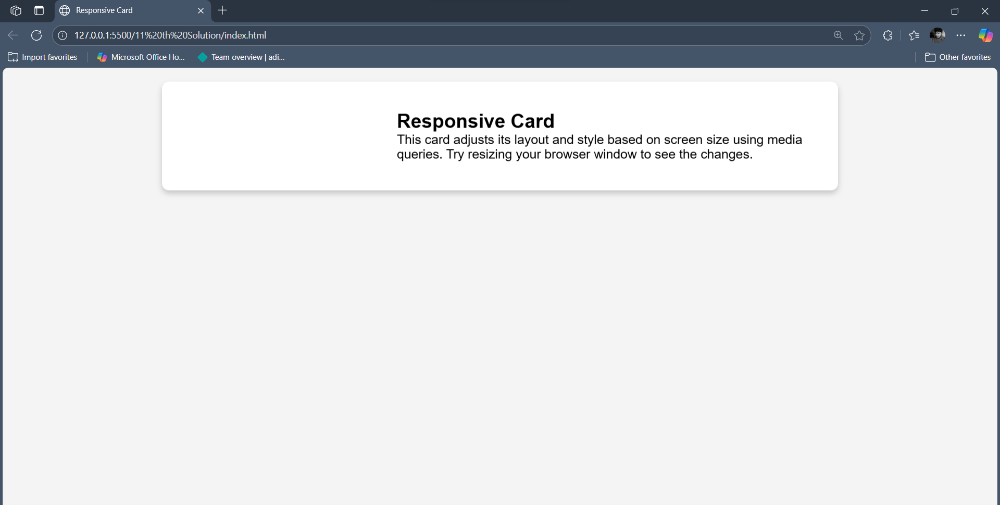 Responsive Card
127.0.0.1:5500/11%20th%20Solution/index.html
Import favorites
Microsoft Office Ho...
Team overview | adi...
Other favorites
Responsive Card
This card adjusts its layout and style based on screen size using media
queries. Try resizing your browser window to see the changes.